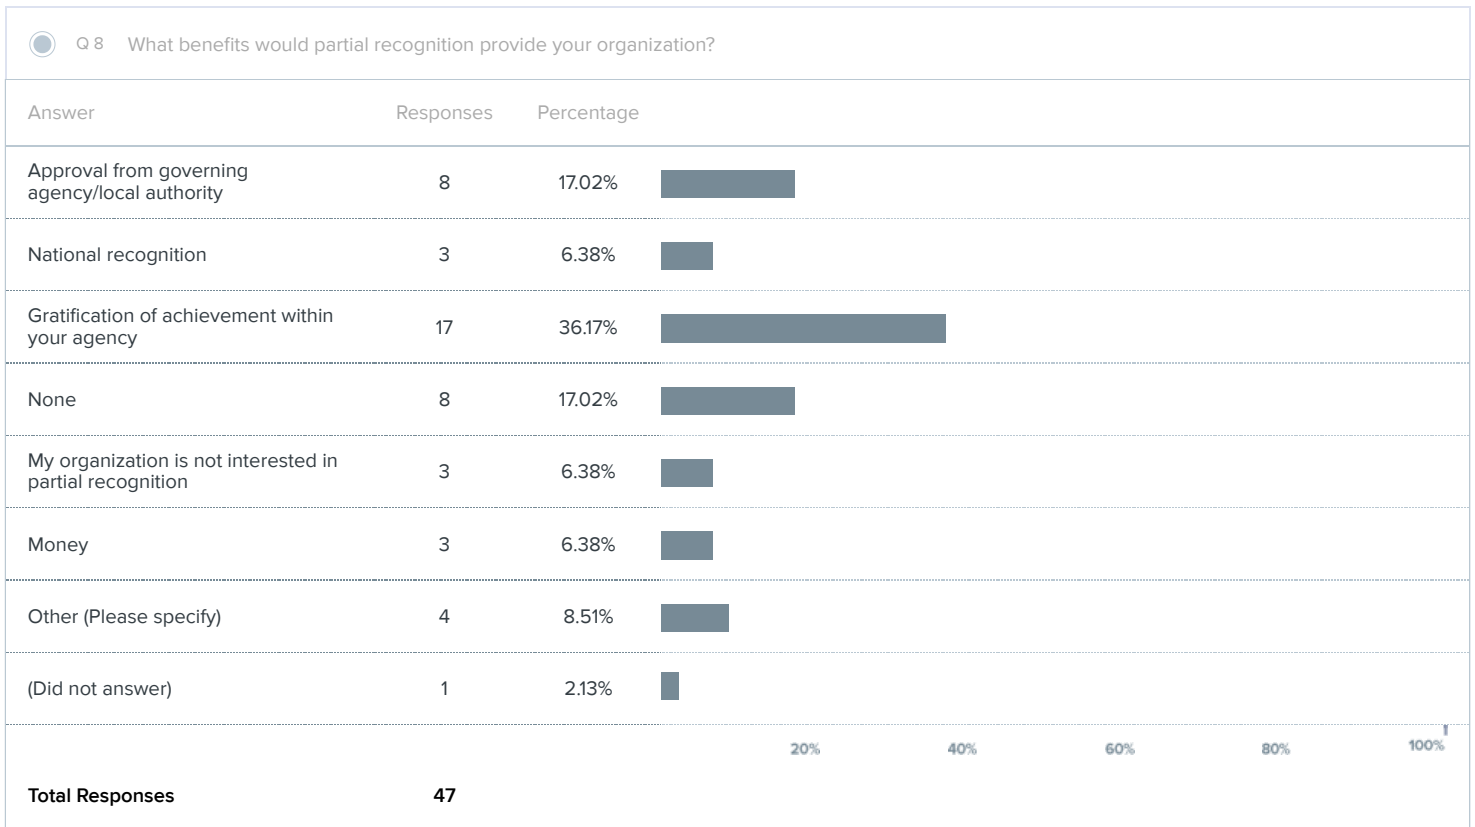 Q 8 What benefits would partial recognition provide your organization?
Answer Responses Percentage
Approval from governing
agency/local authority 8 17.02%
National recognition 3 6.38%
Gratification of achievement within
your agency 17 36.17%
None 8 17.02%
My organization is not interested in
partial recognition 3 6.38%
Money 3 6.38%
Other (Please specify) 4 8.51%
(Did not answer) 1 2.13%
20% 40% 60% 80% 100%
Total Responses 47